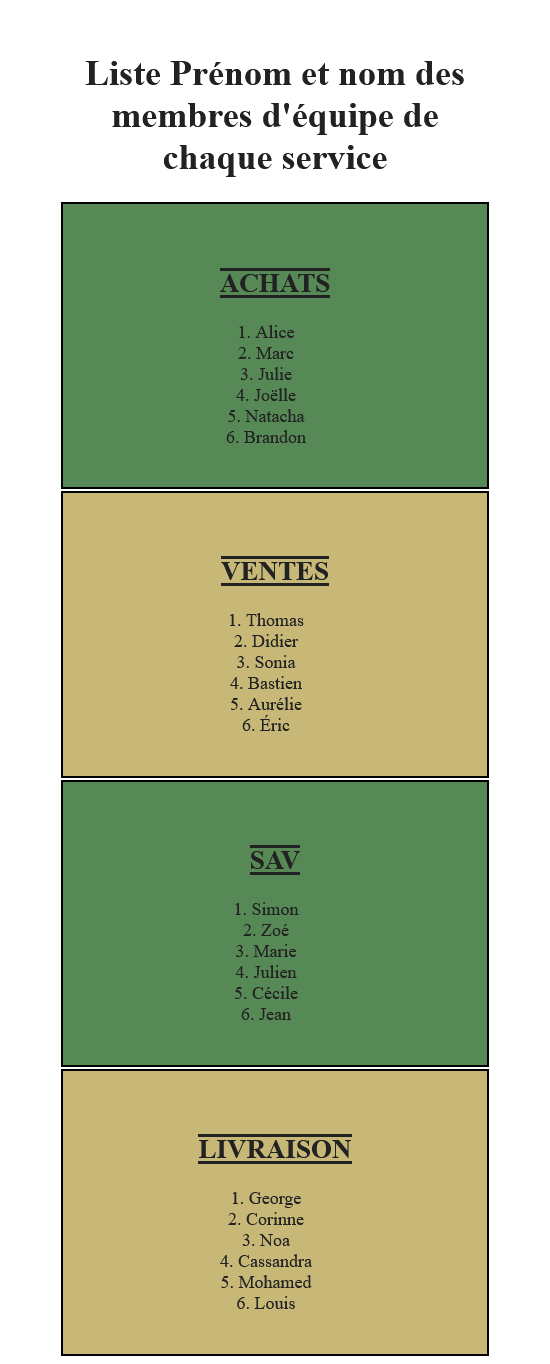 Liste Prénom et nom des
membres d'équipe de
chaque service
ACHATS
1. Alice
2. Marc
3. Julie
4. Joëlle
5. Natacha
6. Brandon
VENTES
1. Thomas
2. Didier
3. Sonia
4. Bastien
5. Aurélie
6. Éric
SAV
1. Simon
2. Zoé
3. Marie
4. Julien
5. Cécile
6. Jean
LIVRAISON
1. George
2. Corinne
3. Noa
4. Cassandra
5. Mohamed
6. Louis